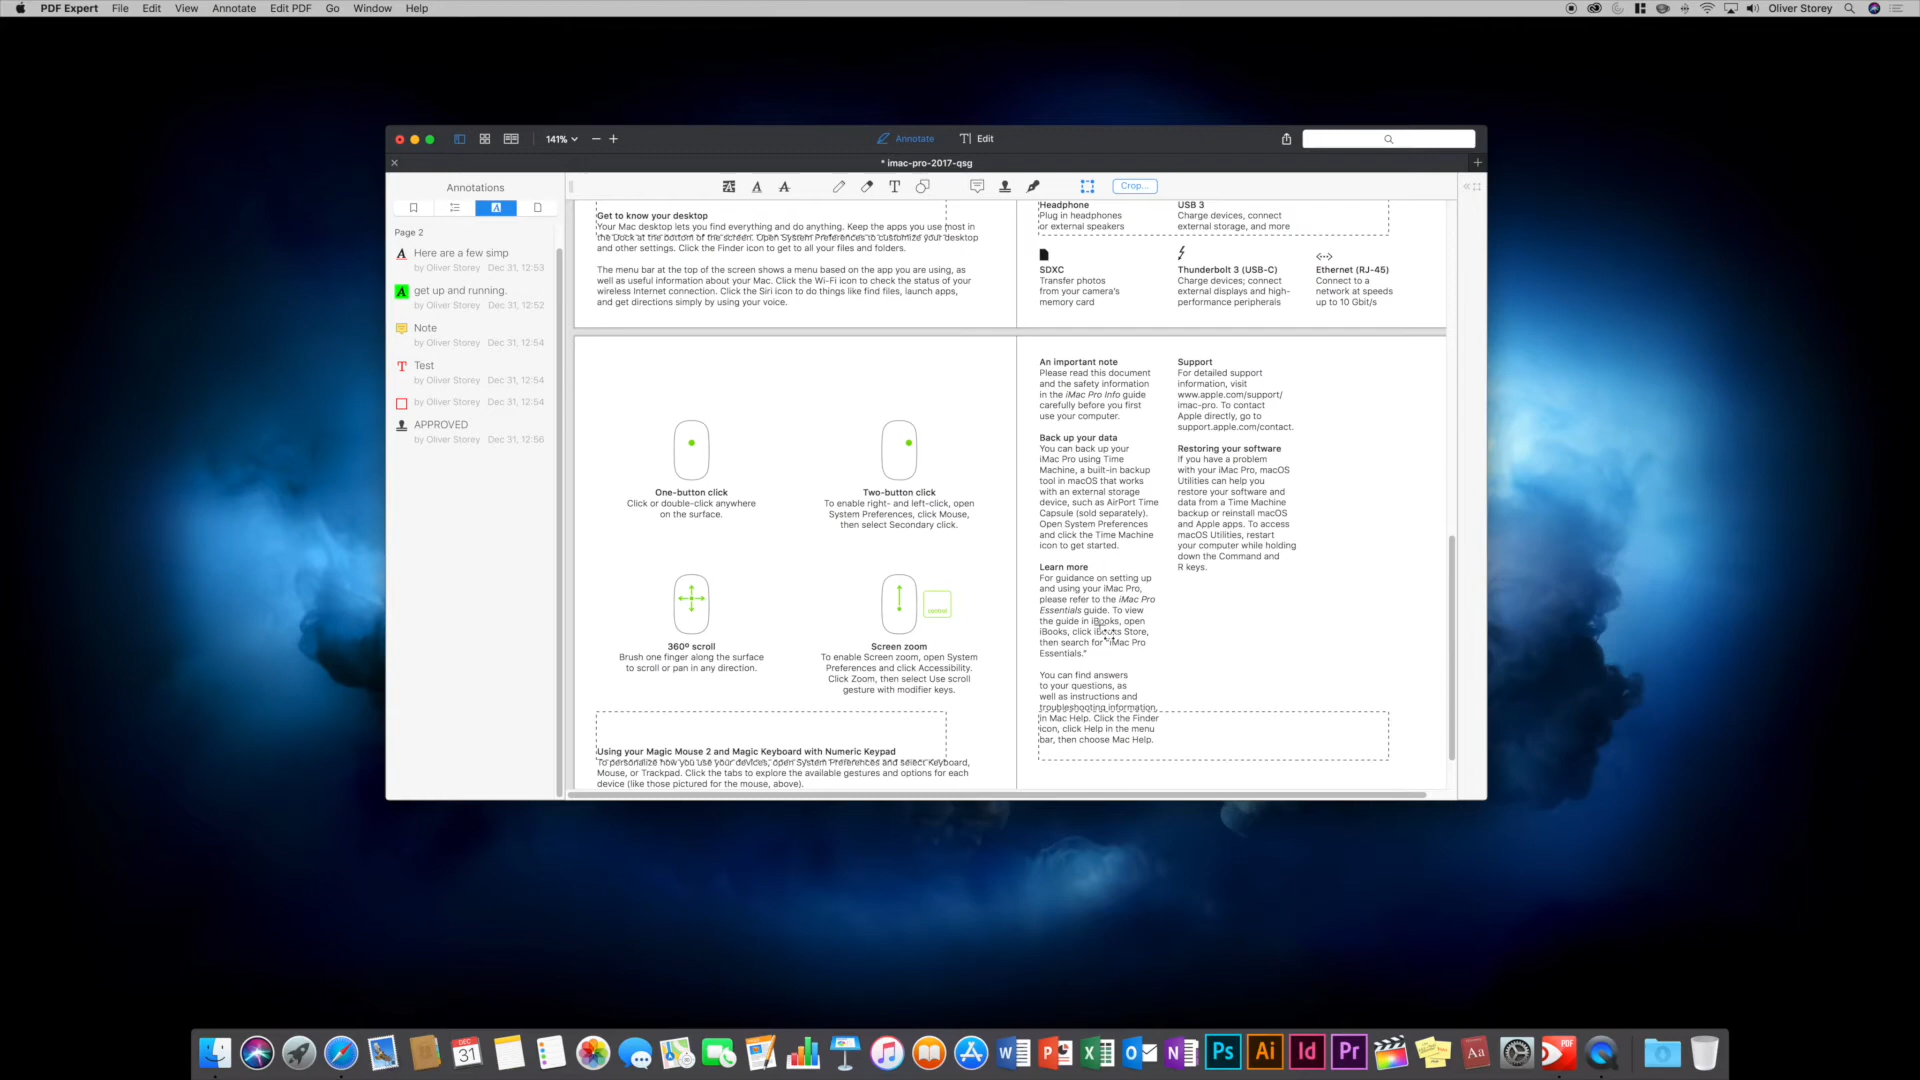 PDF Expert File Edit View Annotate Edit PDF Go Window Help
Oliver Storey
141%
Annotate
Edit
* imac-pro-2017-qsg
Crop...
Annotations
Page 2
Here are a few simp
by Oliver Storey Dec 31, 12:53
get up and running.
by Oliver Storey Dec 31, 12:52
Note
by Oliver Storey Dec 31, 12:54
Test
by Oliver Storey Dec 31, 12:54
by Oliver Storey Dec 31, 12:54
APPROVED
by Oliver Storey Dec 31, 12:56
Get to know your desktop
Your Mac desktop lets you find everything and do anything. Keep the apps you use most in
the Dock at the bottom of the screen. Open System Preferences to customize your desktop
and other settings. Click the Finder icon to get to all your files and folders.
The menu bar at the top of the screen shows a menu based on the app you are using, as
well as useful information about your Mac. Click the Wi-Fi icon to check the status of your
wireless Internet connection. Click the Siri icon to do things like find files, launch apps,
and get directions simply by using your voice.
Headphone
Plug in headphones
or external speakers
USB 3
Charge devices, connect
external storage, and more
SDXC
Transfer photos
from your camera's
memory card
Thunderbolt 3 (USB-C)
Charge devices; connect
external displays and high-
performance peripherals
Ethernet (RJ-45)
Connect to a
network at speeds
up to 10 Gbit/s
One-button click
Click or double-click anywhere
on the surface.
Two-button click
To enable right- and left-click, open
System Preferences, click Mouse,
then select Secondary click.
control
360º scroll
Brush one finger along the surface
to scroll or pan in any direction.
Screen zoom
To enable Screen zoom, open System
Preferences and click Accessibility.
Click Zoom, then select Use scroll
gesture with modifier keys.
Using your Magic Mouse 2 and Magic Keyboard with Numeric Keypad
To personalize how you use your devices, open System Preferences and select Keyboard,
Mouse, or Trackpad. Click the tabs to explore the available gestures and options for each
device (like those pictured for the mouse, above).
An important note
Please read this document
and the safety information
in the iMac Pro Info guide
carefully before you first
use your computer.
Back up your data
You can back up your
iMac Pro using Time
Machine, a built-in backup
tool in macOS that works
with an external storage
device, such as AirPort Time
Capsule (sold separately).
Open System Preferences
and click the Time Machine
icon to get started.
Learn more
For guidance on setting up
and using your iMac Pro,
please refer to the iMac Pro
Essentials guide. To view
the guide in iBooks, open
iBooks, click iBooks Store,
then search for "iMac Pro
Essentials."
You can find answers
to your questions, as
well as instructions and
troubleshooting information,
in Mac Help. Click the Finder
icon, click Help in the menu
bar, then choose Mac Help.
Support
For detailed support
information, visit
www.apple.com/support/
imac-pro. To contact
Apple directly, go to
support.apple.com/contact.
Restoring your software
If you have a problem
with your iMac Pro, macOS
Utilities can help you
restore your software and
data from a Time Machine
backup or reinstall macOS
and Apple apps. To access
macOS Utilities, restart
your computer while holding
down the Command and
R keys.
DEC
31
W P X O N Ps Ai Id Pr Aa PDF